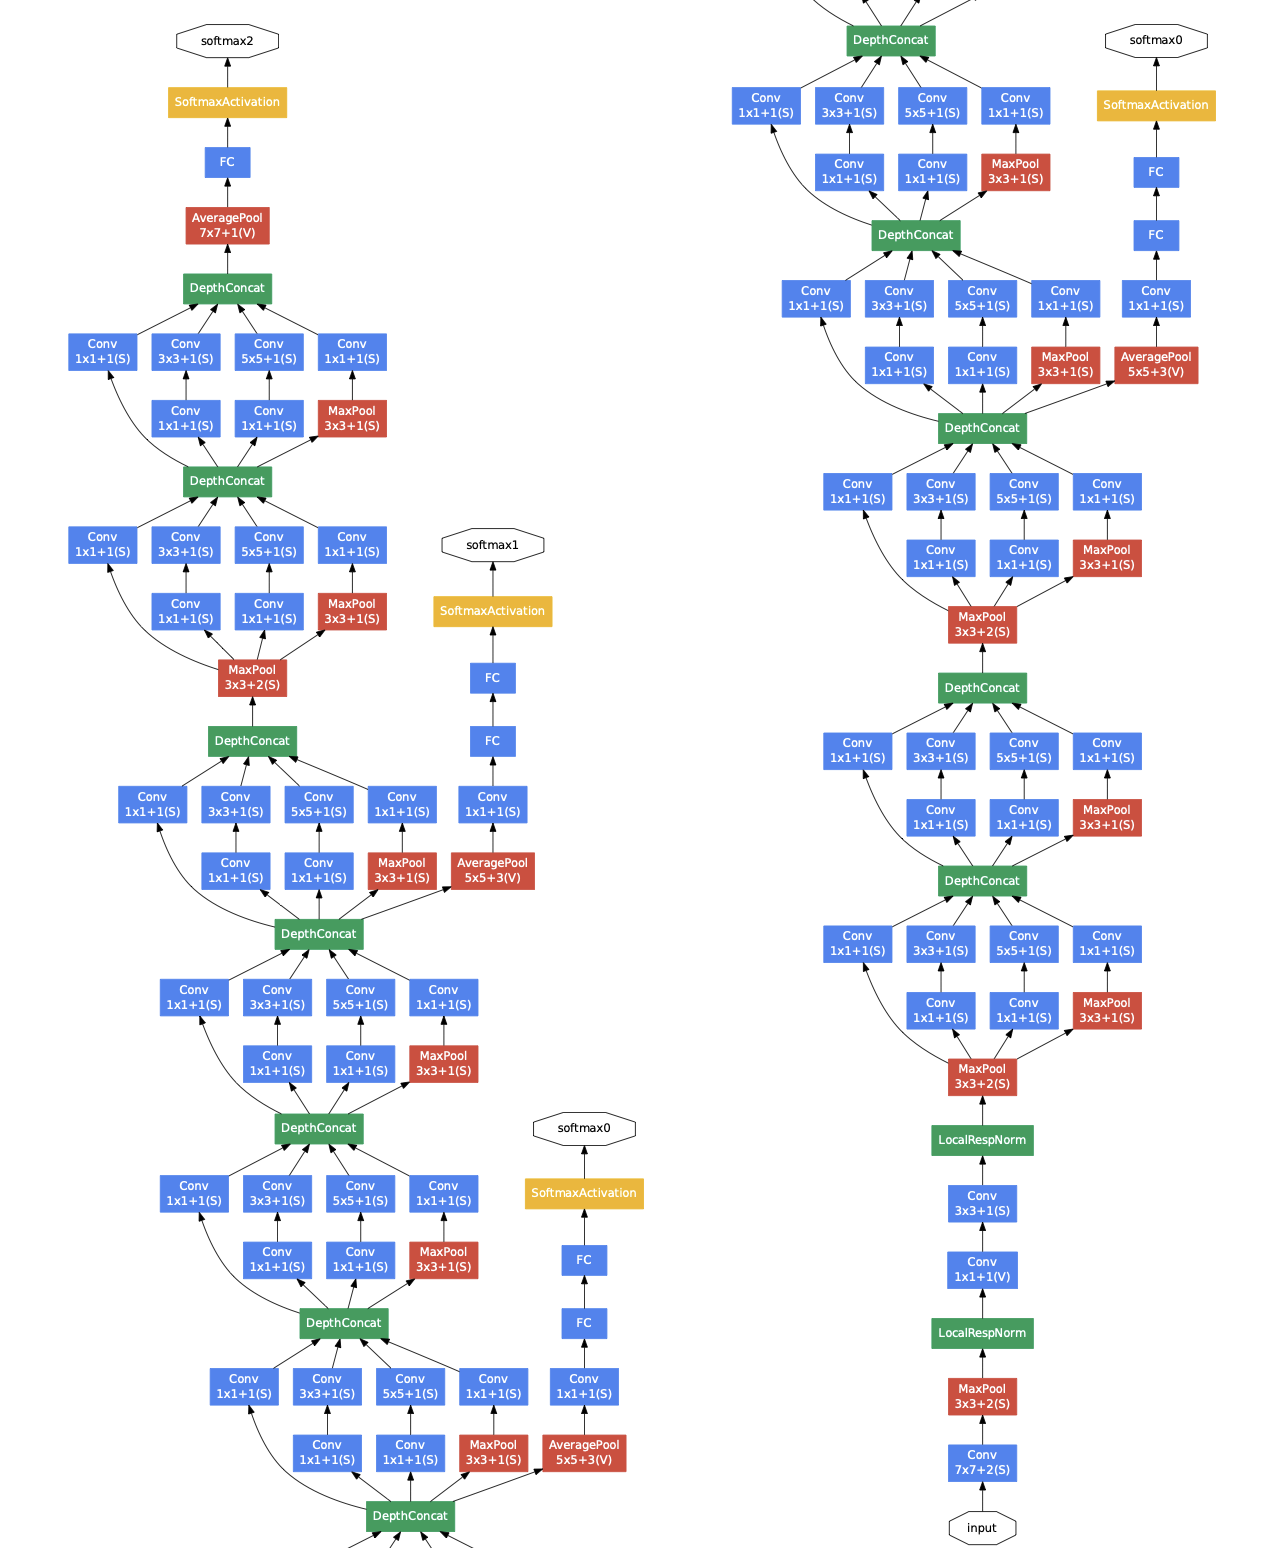 softmax2
SoftmaxActivation
FC
AveragePool
7x7+1(V)
DepthConcat
Conv
1x1+1(S)
Conv
3x3+1(S)
Conv
5x5+1(S)
Conv
1x1+1(S)
Conv
1x1+1(S)
Conv
1x1+1(S)
MaxPool
3x3+1(S)
DepthConcat
Conv
1x1+1(S)
Conv
3x3+1(S)
Conv
5x5+1(S)
Conv
1x1+1(S)
softmax1
Conv
1x1+1(S)
Conv
1x1+1(S)
MaxPool
3x3+1(S)
SoftmaxActivation
MaxPool
3x3+2(S)
FC
DepthConcat
FC
Conv
1x1+1(S)
Conv
3x3+1(S)
Conv
5x5+1(S)
Conv
1x1+1(S)
Conv
1x1+1(S)
Conv
1x1+1(S)
Conv
1x1+1(S)
MaxPool
3x3+1(S)
AveragePool
5x5+3(V)
DepthConcat
Conv
1x1+1(S)
Conv
3x3+1(S)
Conv
5x5+1(S)
Conv
1x1+1(S)
Conv
1x1+1(S)
Conv
1x1+1(S)
MaxPool
3x3+1(S)
DepthConcat
softmax0
Conv
1x1+1(S)
Conv
3x3+1(S)
Conv
5x5+1(S)
Conv
1x1+1(S)
SoftmaxActivation
Conv
1x1+1(S)
Conv
1x1+1(S)
MaxPool
3x3+1(S)
FC
DepthConcat
FC
Conv
1x1+1(S)
Conv
3x3+1(S)
Conv
5x5+1(S)
Conv
1x1+1(S)
Conv
1x1+1(S)
Conv
1x1+1(S)
Conv
1x1+1(S)
MaxPool
3x3+1(S)
AveragePool
5x5+3(V)
DepthConcat
DepthConcat
softmax0
Conv
1x1+1(S)
Conv
3x3+1(S)
Conv
5x5+1(S)
Conv
1x1+1(S)
SoftmaxActivation
Conv
1x1+1(S)
Conv
1x1+1(S)
MaxPool
3x3+1(S)
FC
DepthConcat
FC
Conv
1x1+1(S)
Conv
3x3+1(S)
Conv
5x5+1(S)
Conv
1x1+1(S)
Conv
1x1+1(S)
Conv
1x1+1(S)
Conv
1x1+1(S)
MaxPool
3x3+1(S)
AveragePool
5x5+3(V)
DepthConcat
Conv
1x1+1(S)
Conv
3x3+1(S)
Conv
5x5+1(S)
Conv
1x1+1(S)
Conv
1x1+1(S)
Conv
1x1+1(S)
MaxPool
3x3+1(S)
MaxPool
3x3+2(S)
DepthConcat
Conv
1x1+1(S)
Conv
3x3+1(S)
Conv
5x5+1(S)
Conv
1x1+1(S)
Conv
1x1+1(S)
Conv
1x1+1(S)
MaxPool
3x3+1(S)
DepthConcat
Conv
1x1+1(S)
Conv
3x3+1(S)
Conv
5x5+1(S)
Conv
1x1+1(S)
Conv
1x1+1(S)
Conv
1x1+1(S)
MaxPool
3x3+1(S)
MaxPool
3x3+2(S)
LocalRespNorm
Conv
3x3+1(S)
Conv
1x1+1(V)
LocalRespNorm
MaxPool
3x3+2(S)
Conv
7x7+2(S)
input